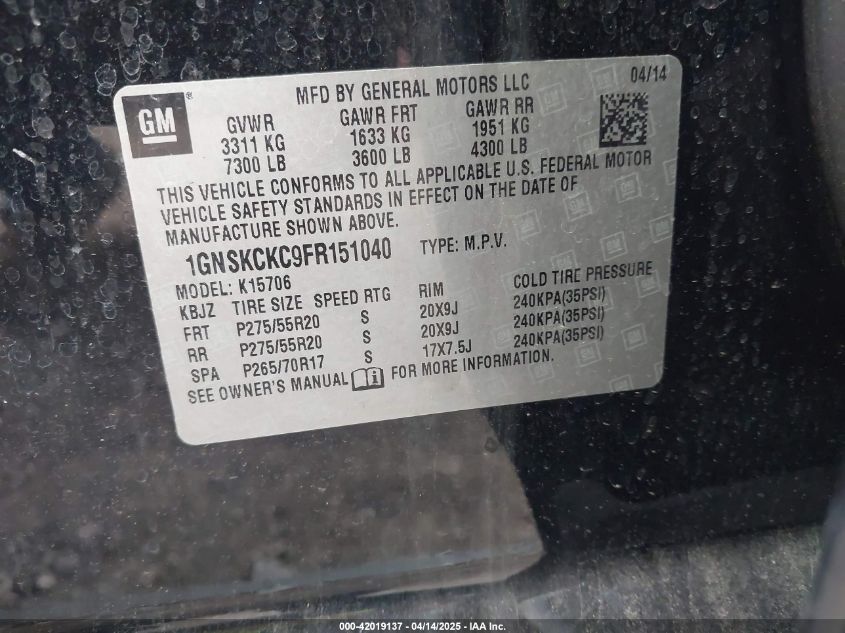 GM ®
MFD BY GENERAL MOTORS LLC 04/14
GVWR GAWR FRT GAWR RR
3311 KG 1633 KG 1951 KG
7300 LB 3600 LB 4300 LB
THIS VEHICLE CONFORMS TO ALL APPLICABLE U.S. FEDERAL MOTOR
VEHICLE SAFETY STANDARDS IN EFFECT ON THE DATE OF
MANUFACTURE SHOWN ABOVE.
1GNSKCKC9FR151040 TYPE: M.P.V.
MODEL: K15706
KBJZ TIRE SIZE SPEED RTG RIM COLD TIRE PRESSURE
FRT P275/55R20 S 20X9J 240KPA(35PSI)
RR P275/55R20 S 20X9J 240KPA(35PSI)
SPA P265/70R17 S 17X7.5J 240KPA(35PSI)
SEE OWNER'S MANUAL FOR MORE INFORMATION.
000-42019137 - 04/14/2025 - IAA Inc.